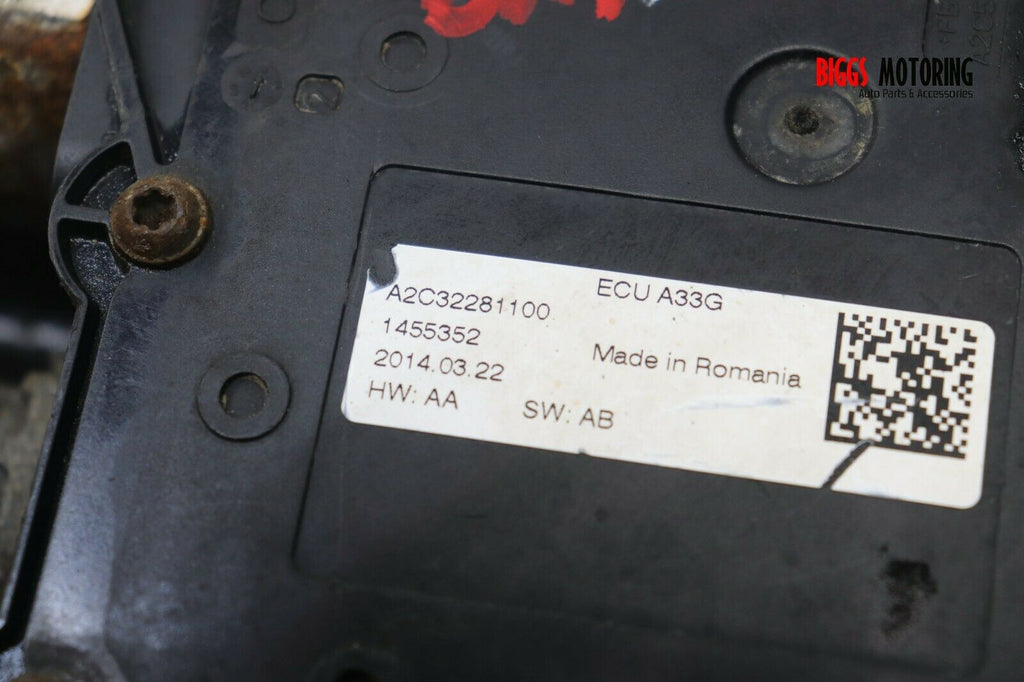 BIGGS MOTORING
Auto Parts & Accessories
A2C32281100
ECU A33G
1455352
2014.03.22
Made in Romania
HW: AA
SW: AB